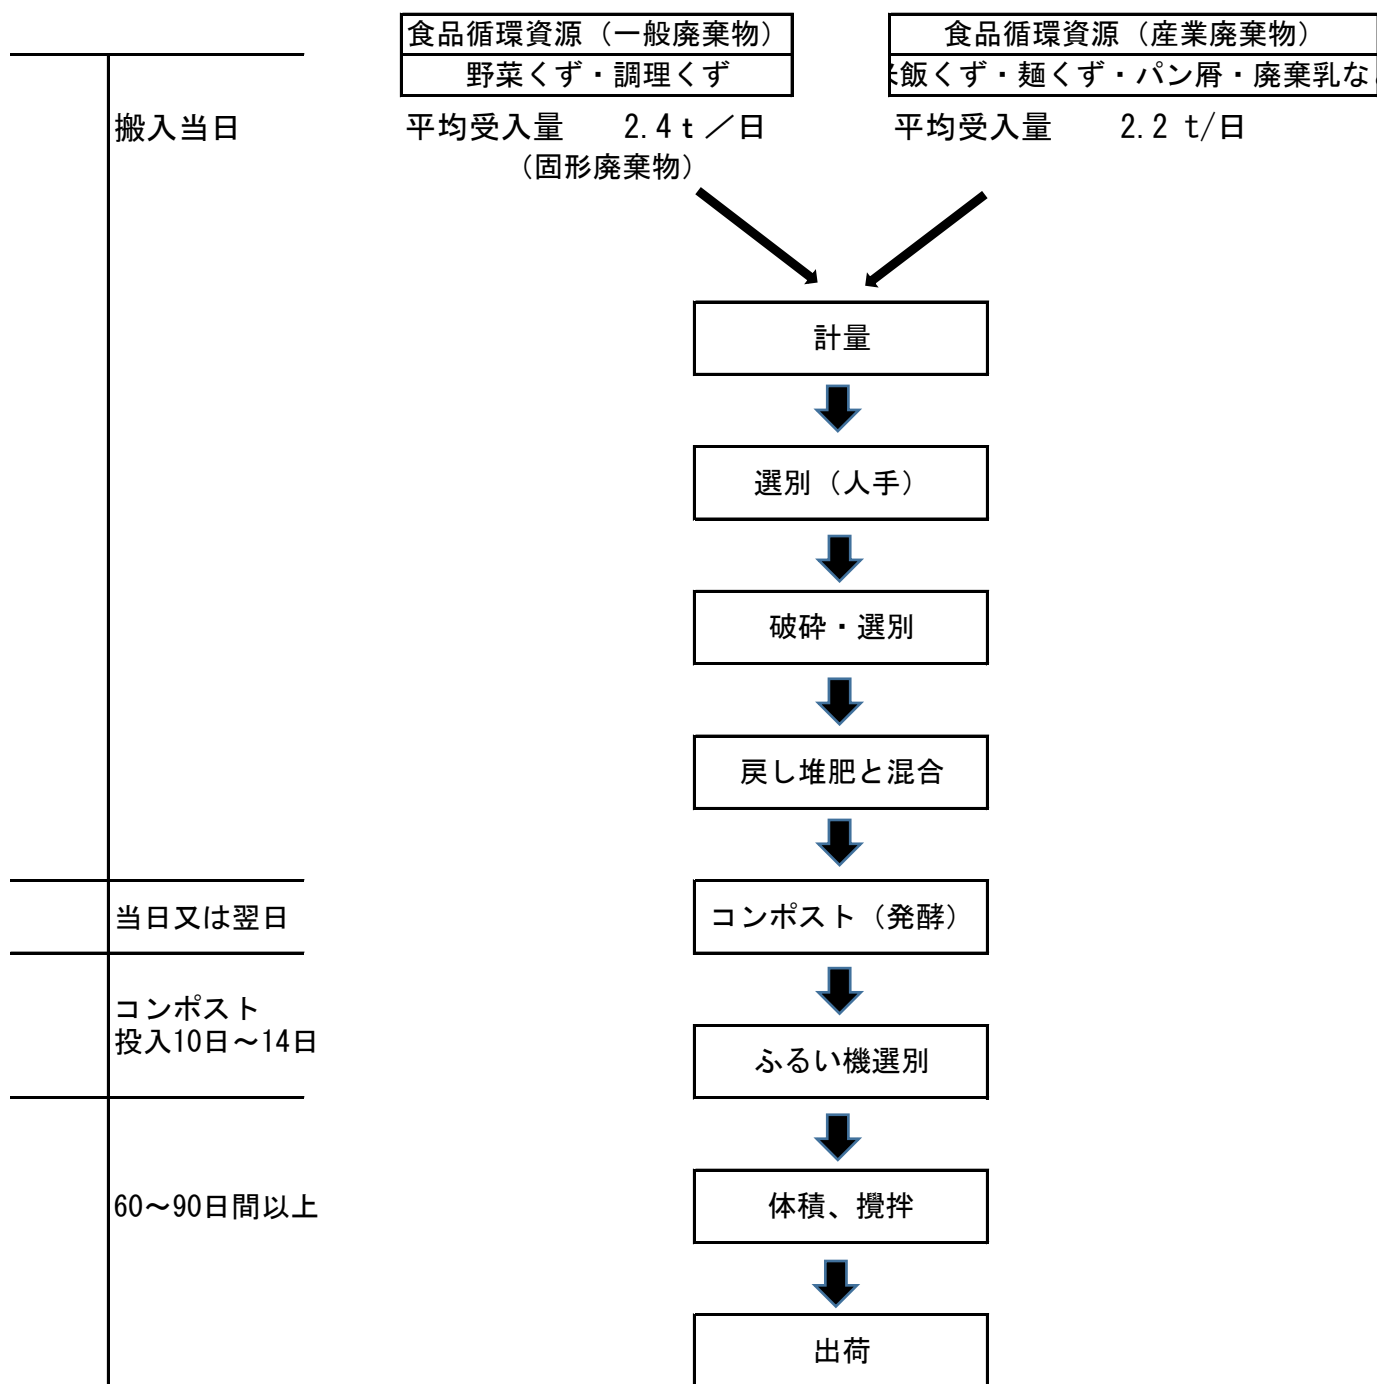 食品循環資源（一般廃棄物）
野菜くず・調理くず
食品循環資源（産業廃棄物）
飯くず・麺くず・パン屑・廃棄乳な
搬入当日
平均受入量　2.4ｔ／日
（固形廃棄物）
平均受入量　2.2 t/日
計量
選別（人手）
破砕・選別
戻し堆肥と混合
当日又は翌日
コンポスト（発酵）
コンポスト
投入10日～14日
ふるい機選別
60～90日間以上
体積、攪拌
出荷